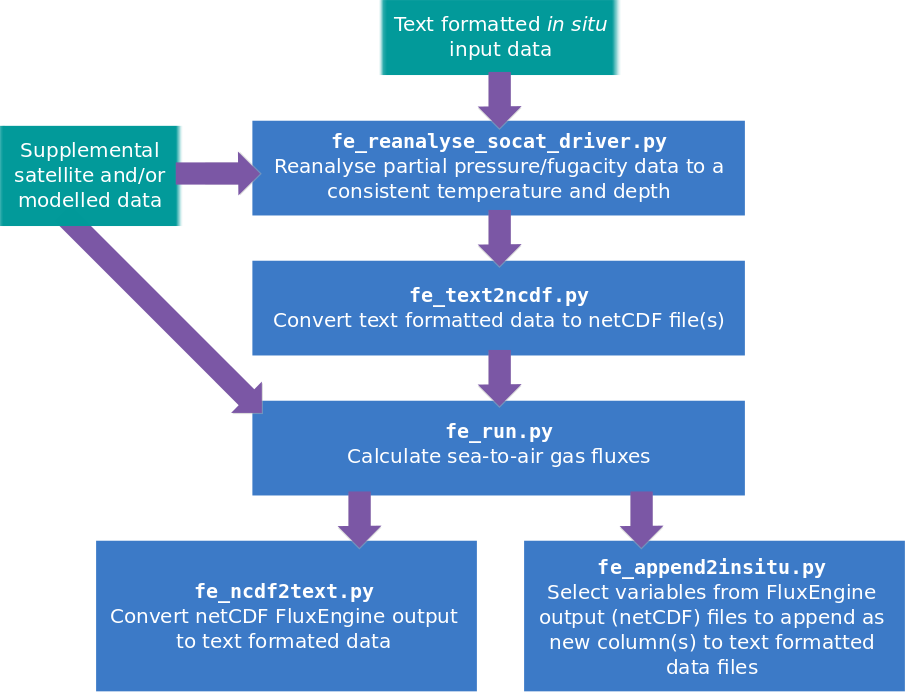 Text formatted in situ
input data
Supplemental
satellite and/or
modelled data
fe_reanalyse_socat_driver.py
Reanalyse partial pressure/fugacity data to a
consistent temperature and depth
fe_text2ncdf.py
Convert text formatted data to netCDF file(s)
fe_run.py
Calculate sea-to-air gas fluxes
fe_ncdf2text.py
Convert netCDF FluxEngine output
to text formated data
fe_append2insitu.py
Select variables from FluxEngine
output (netCDF) files to append as
new column(s) to text formatted
data files